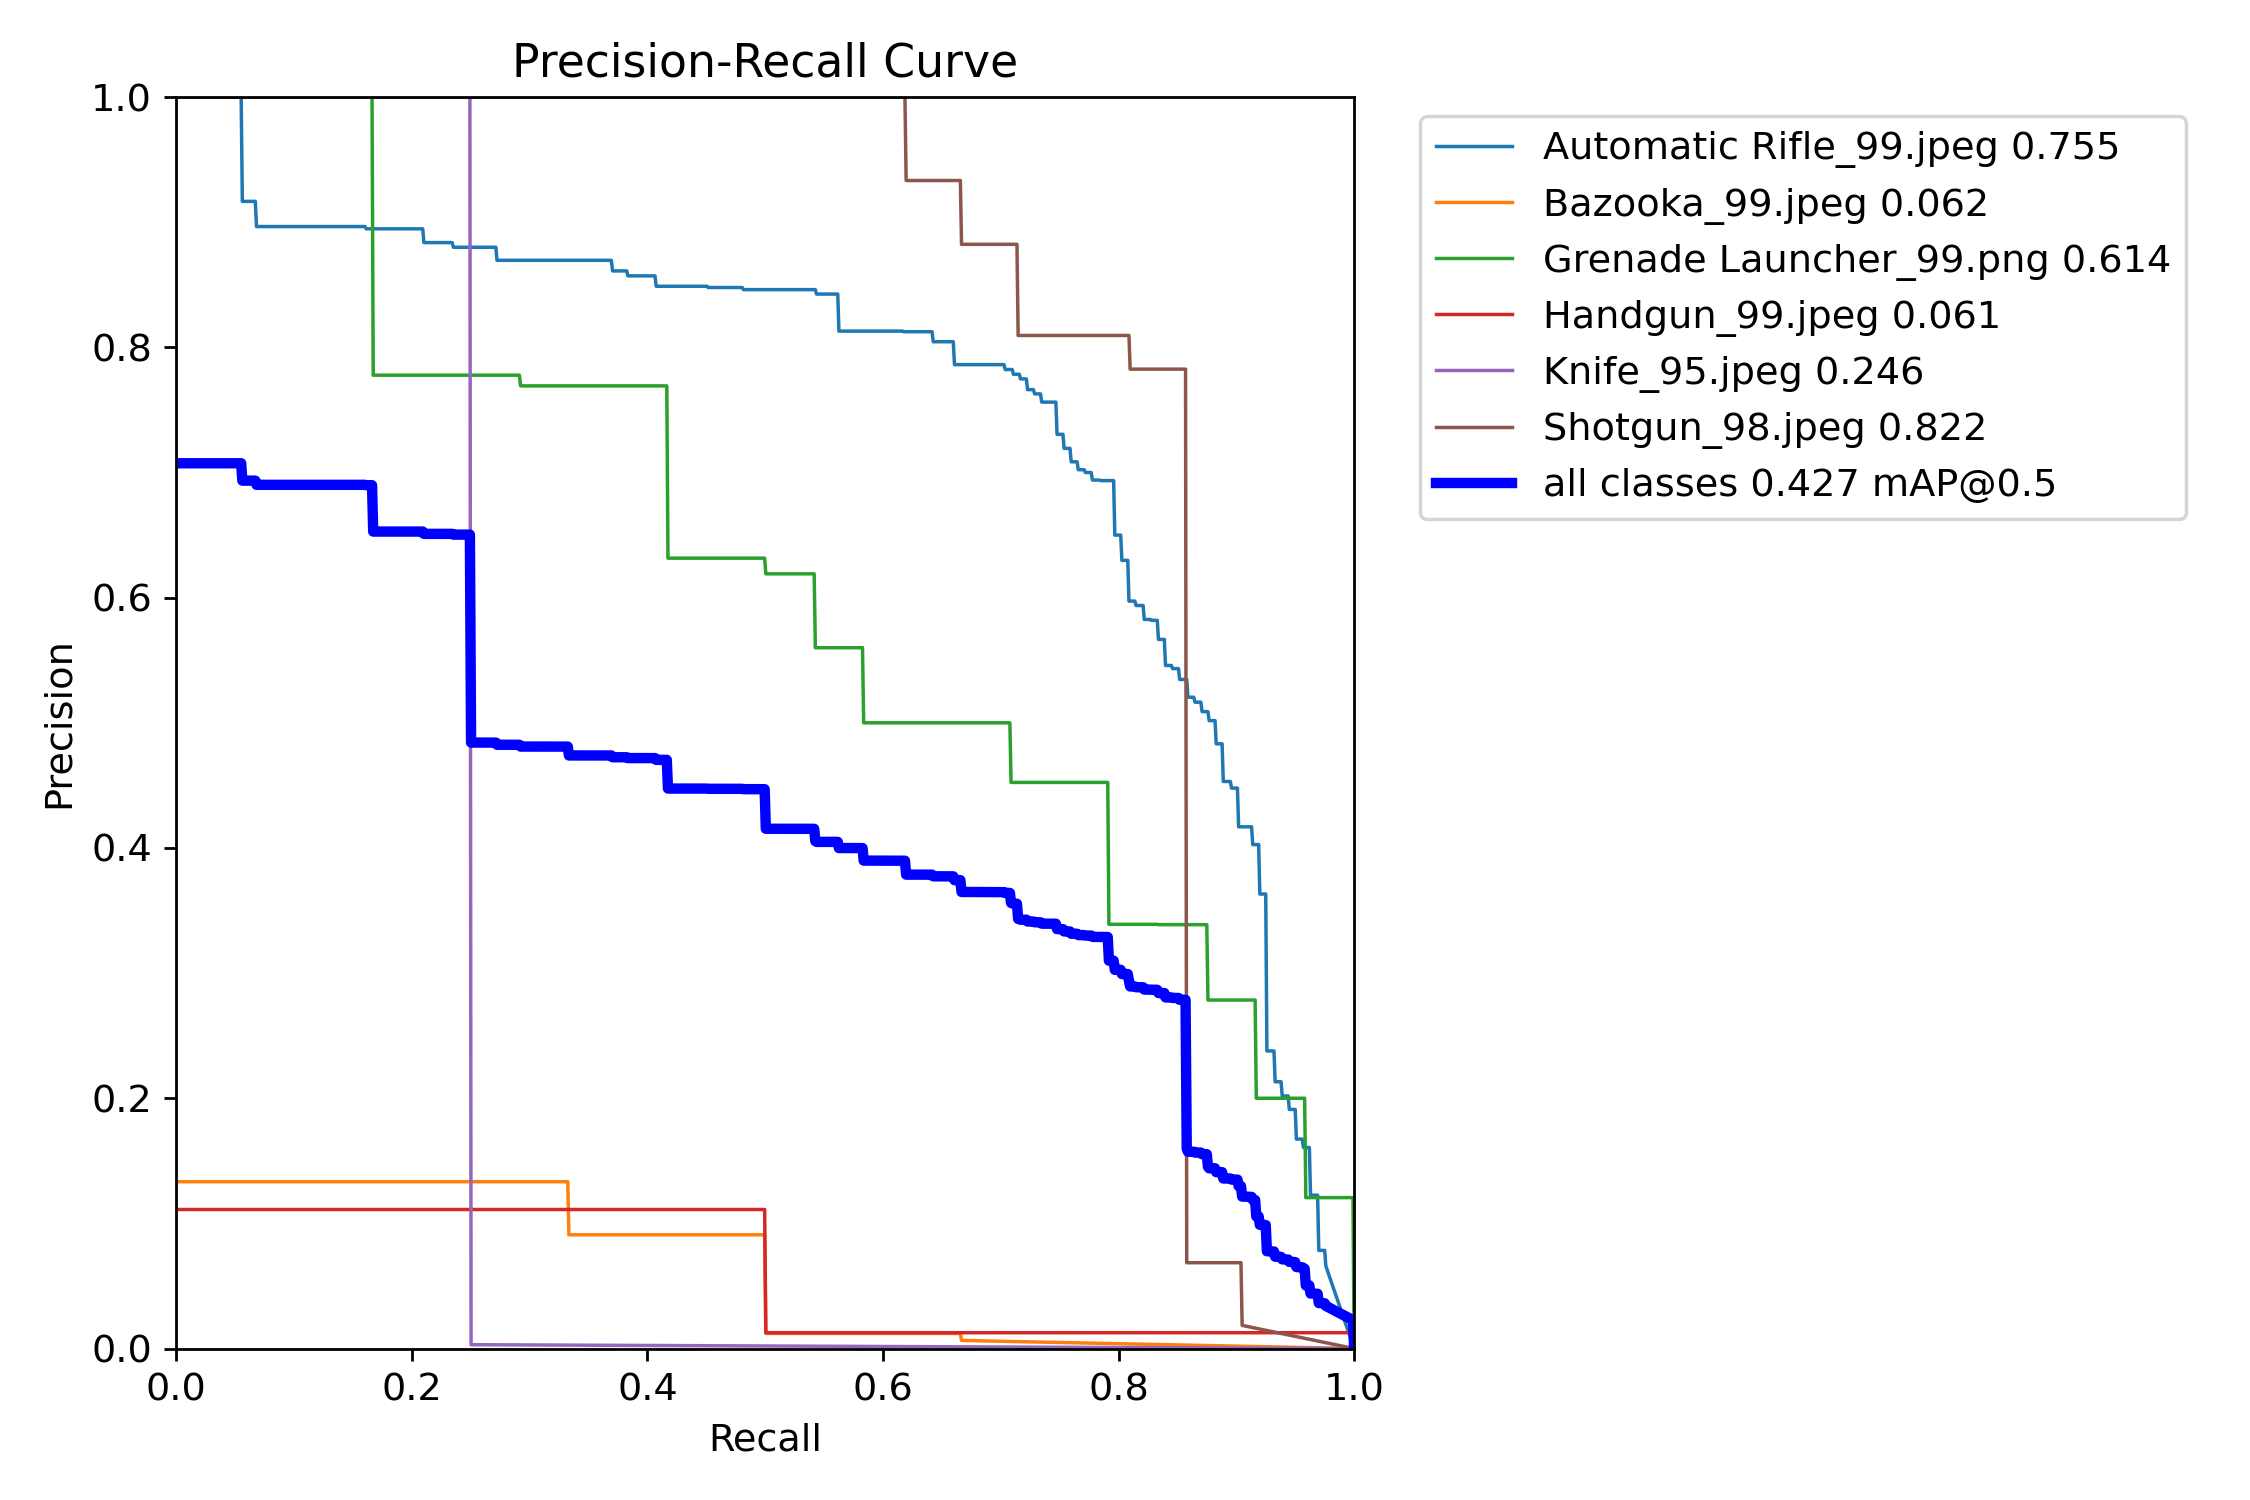 Precision-Recall Curve
1.0
0.8
0.6
0.4
0.2
0.0
Precision
0.0 0.2 0.4 0.6 0.8 1.0
Recall
Automatic Rifle_99.jpeg 0.755
Bazooka_99.jpeg 0.062
Grenade Launcher_99.png 0.614
Handgun_99.jpeg 0.061
Knife_95.jpeg 0.246
Shotgun_98.jpeg 0.822
all classes 0.427 mAP@0.5